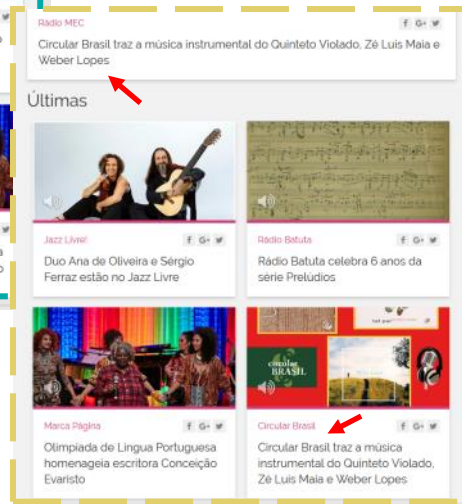 Rádio MEC
Circular Brasil traz a música instrumental do Quinteto Violado, Zé Luis Maia e
Weber Lopes
Últimas
Jazz Livre!
Duo Ana de Oliveira e Sérgio
Ferraz estão no Jazz Livre
Rádio Batuta
Rádio Batuta celebra 6 anos da
série Prelúdios
circular
BRASIL
Marca Página
Olimpíada de Língua Portuguesa
homenageia escritora Conceição
Evaristo
Circular Brasil
Circular Brasil traz a música
instrumental do Quinteto Violado,
Zé Luis Maia e Weber Lopes